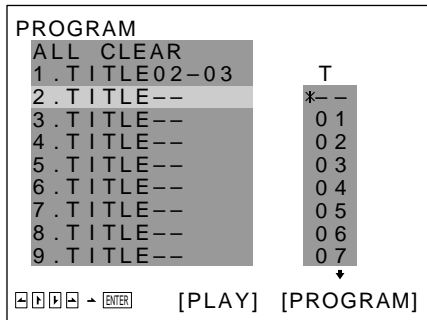 PROGRAM
ALL CLEAR
1.TITLE02–03 T
2.TITLE–– *––
3.TITLE–– 01
4.TITLE–– 02
5.TITLE–– 03
6.TITLE–– 04
7.TITLE–– 05
8.TITLE–– 06
9.TITLE–– 07
ENTER [PLAY] [PROGRAM]